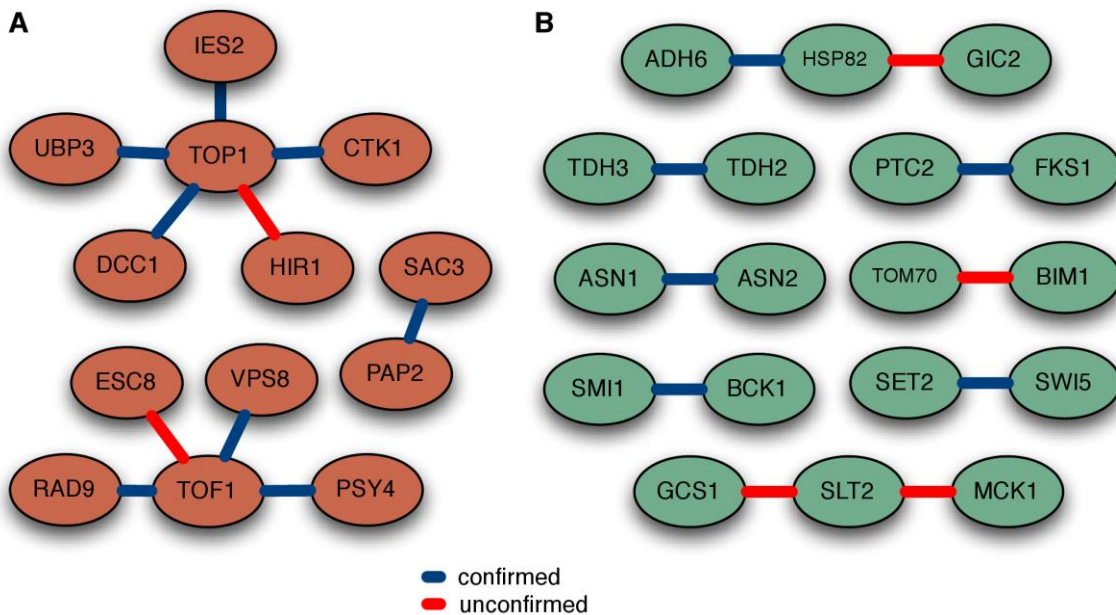 A
IES2
UBP3
TOP1
CTK1
DCC1
HIR1
SAC3
PAP2
ESC8
VPS8
RAD9
TOF1
PSY4
B
ADH6
HSP82
GIC2
TDH3
TDH2
PTC2
FKS1
ASN1
ASN2
TOM70
BIM1
SMI1
BCK1
SET2
SWI5
GCS1
SLT2
MCK1
confirmed
unconfirmed